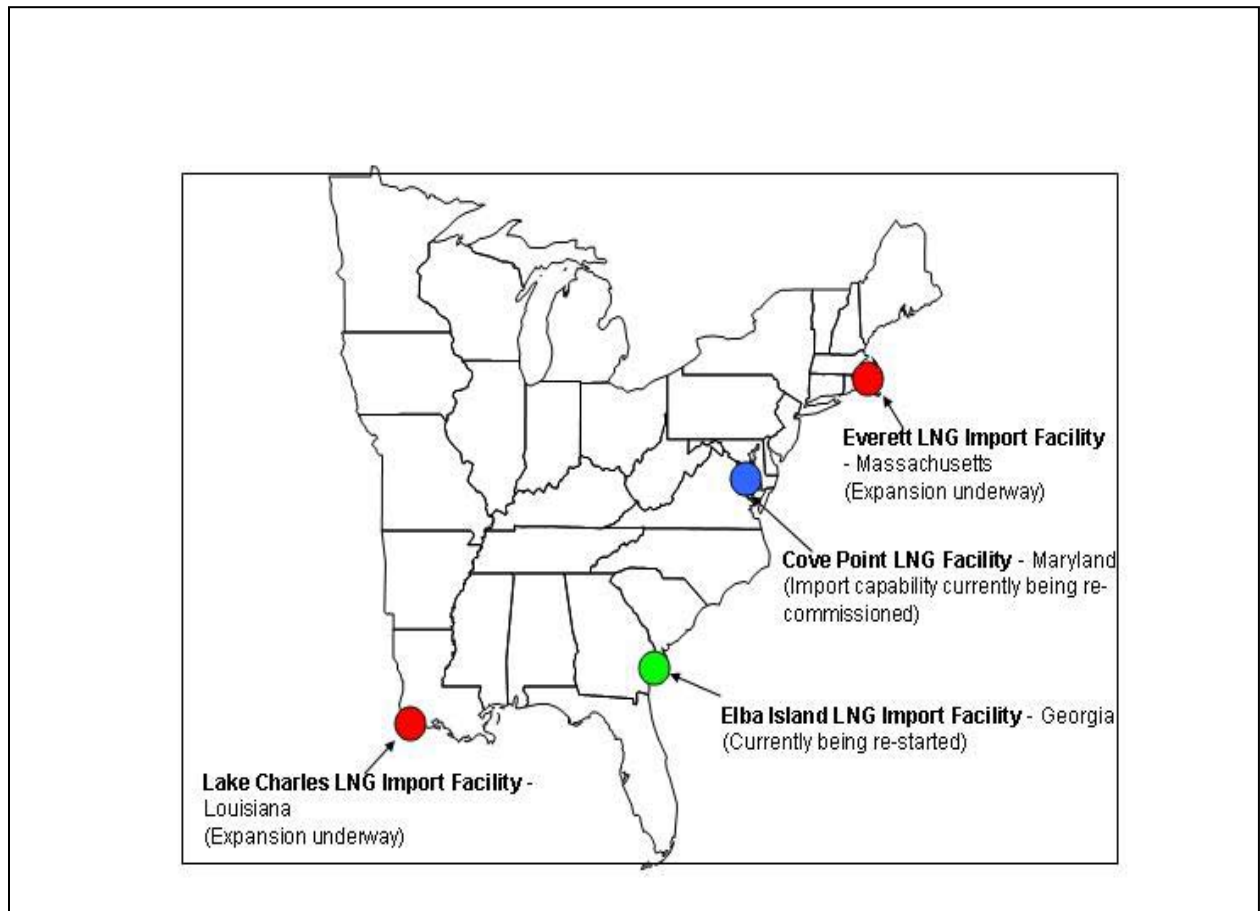 Everett LNG Import Facility
- Massachusetts
(Expansion underway)
Cove Point LNG Facility - Maryland
(Import capability currently being re-
commissioned)
Elba Island LNG Import Facility - Georgia
(Currently being re-started)
Lake Charles LNG Import Facility -
Louisiana
(Expansion underway)